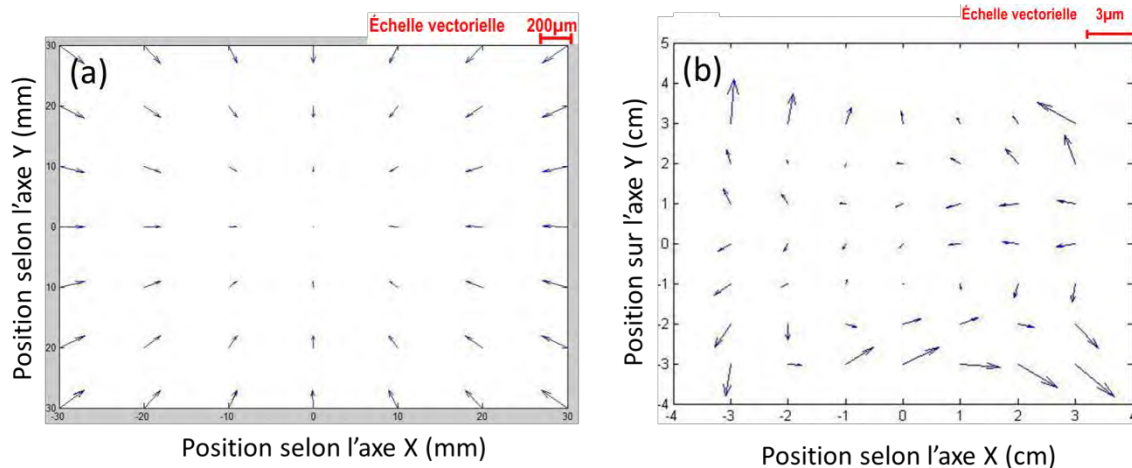 Échelle vectorielle 200µm
(a)
Position selon l'axe Y (mm)
30
20
10
0
10
20
30
-30 -20 -10 0 10 20 30
Position selon l'axe X (mm)
Échelle vectorielle 3µm
(b)
Position sur l'axe Y (cm)
5
4
3
2
1
0
-1
-2
-3
-4
-4 -3 -2 -1 0 1 2 3 4
Position selon l'axe X (cm)